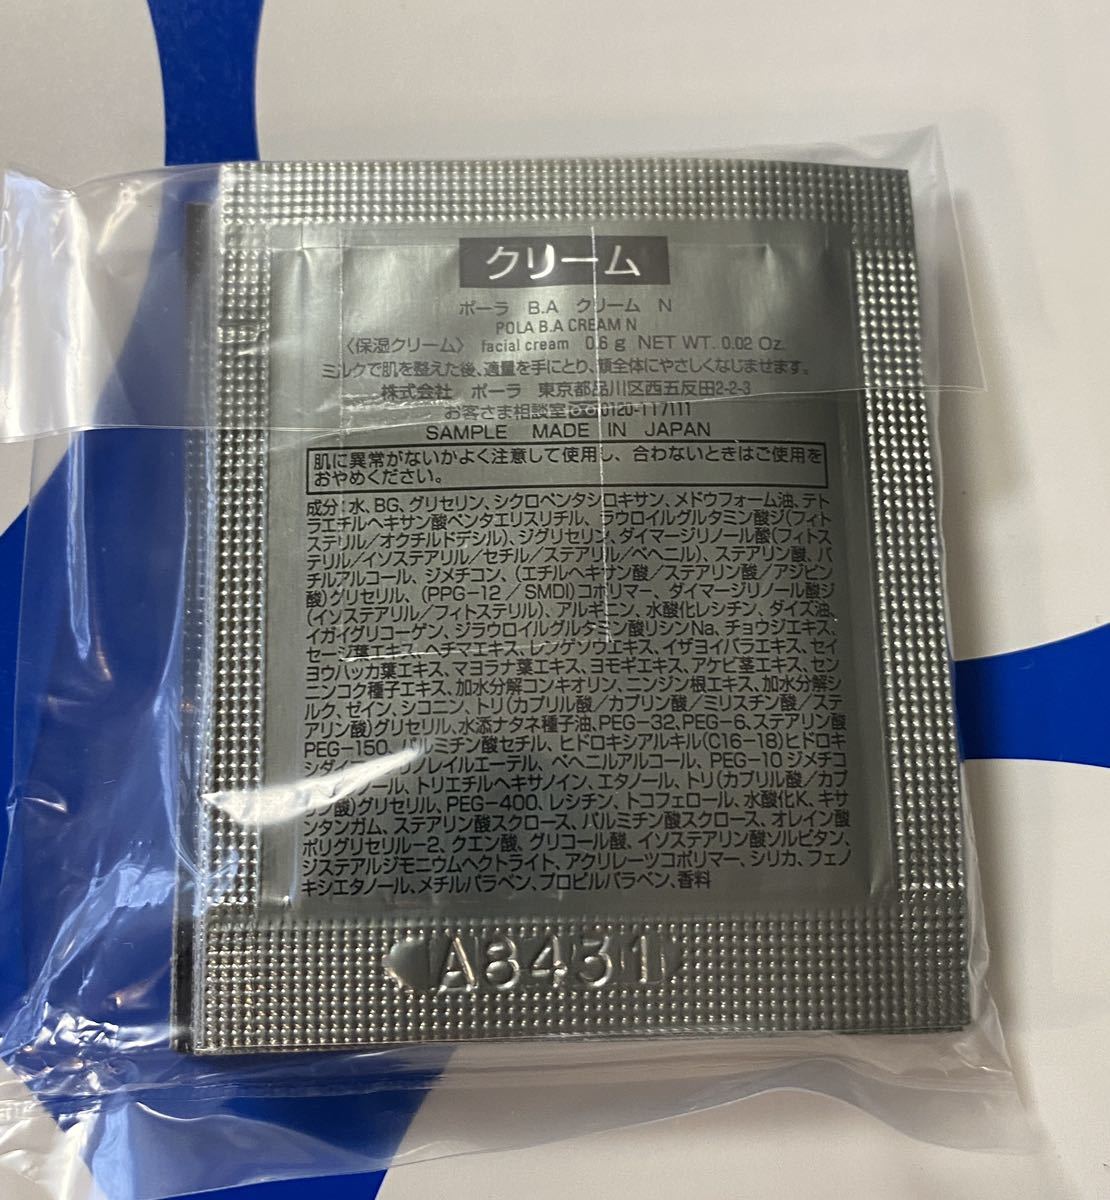 クリーム
ポーラ B.A クリーム N
POLA B.A CREAM N
〈保湿クリーム〉 facial cream 0.6 g NET WT. 0.02 Oz.
ミルクで肌を整えた後、適量を手にとり、顔全体にやさしくなじませます。
株式会社 ポーラ 東京都品川区西五反田2-2-3
お客さま相談室 0120-117111
SAMPLE MADE IN JAPAN
肌に異常がないかよく注意して使用し、合わないときはご使用を
おやめください。
成分:水、BG、グリセリン、シクロペンタシロキサン、メドウフォーム油、テト
ラエチルヘキサン酸ペンタエリスリチル、ラウロイルグルタミン酸ジ(フィト
ステリル/オクチルドデシル)、ジグリセリン、ダイマージリノール酸(フィトス
テリル/イソステアリル/セチル/ステアリル/ベヘニル)、ステアリン酸、バ
チルアルコール、ジメチコン、(エチルヘキサン酸/ステアリン酸/アジピン
酸)グリセリル、(PPG-12/SMDI)コポリマー、ダイマージリノール酸ジ
(イソステアリル/フィトステリル)、アルギニン、水酸化レシチン、ダイズ油、
イガイグリコーゲン、ジラウロイルグルタミン酸リシンNa、チョウジエキス、
セージ葉エキス、ヘチマエキス、レンゲソウエキス、イザヨイバラエキス、セイ
ヨウハッカ葉エキス、マヨラナ葉エキス、ヨモギエキス、アケビ茎エキス、セン
ニンコク種子エキス、加水分解コンキオリン、ニンジン根エキス、加水分解シ
ルク、ゼイン、シコニン、トリ(カプリル酸/カプリン酸/ミリスチン酸/ステ
アリン酸)グリセリル、水添ナタネ種子油、PEG-32、PEG-6、ステアリン酸
PEG-150、パルミチン酸セチル、ヒドロキシアルキル(C16-18)ヒドロキ
シダイマージリノレイルエーテル、ベヘニルアルコール、PEG-10ジメチコ
ノール、トリエチルヘキサノイン、エタノール、トリ(カプリル酸/カプ
リン酸)グリセリル、PEG-400、レシチン、トコフェロール、水酸化K、キサ
ンタンガム、ステアリン酸スクロース、パルミチン酸スクロース、オレイン酸
ポリグリセリル-2、クエン酸、グリコール酸、イソステアリン酸ソルビタン、
ジステアルジモニウムヘクトライト、アクリレーツコポリマー、シリカ、フェノ
キシエタノール、メチルパラベン、プロピルパラベン、香料
A8431